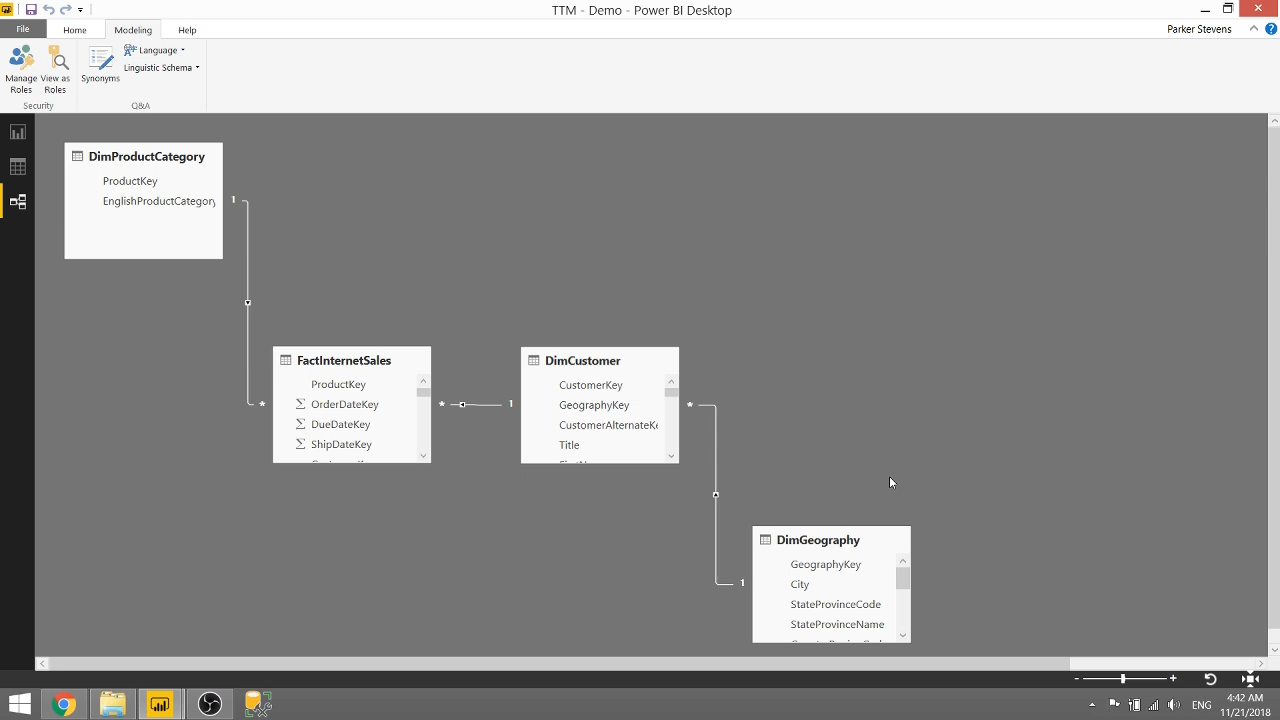 TTM - Demo - Power BI Desktop
File
Home
Modeling
Help
Parker Stevens
Manage Roles
View as Roles
Security
Synonyms
Language
Linguistic Schema
Q&A
DimProductCategory
ProductKey
EnglishProductCategory
1
*
FactInternetSales
ProductKey
OrderDateKey
DueDateKey
ShipDateKey
*
1
DimCustomer
CustomerKey
GeographyKey
CustomerAlternateKe
Title
*
1
DimGeography
GeographyKey
City
StateProvinceCode
StateProvinceName
ENG
4:42 AM
11/21/2018